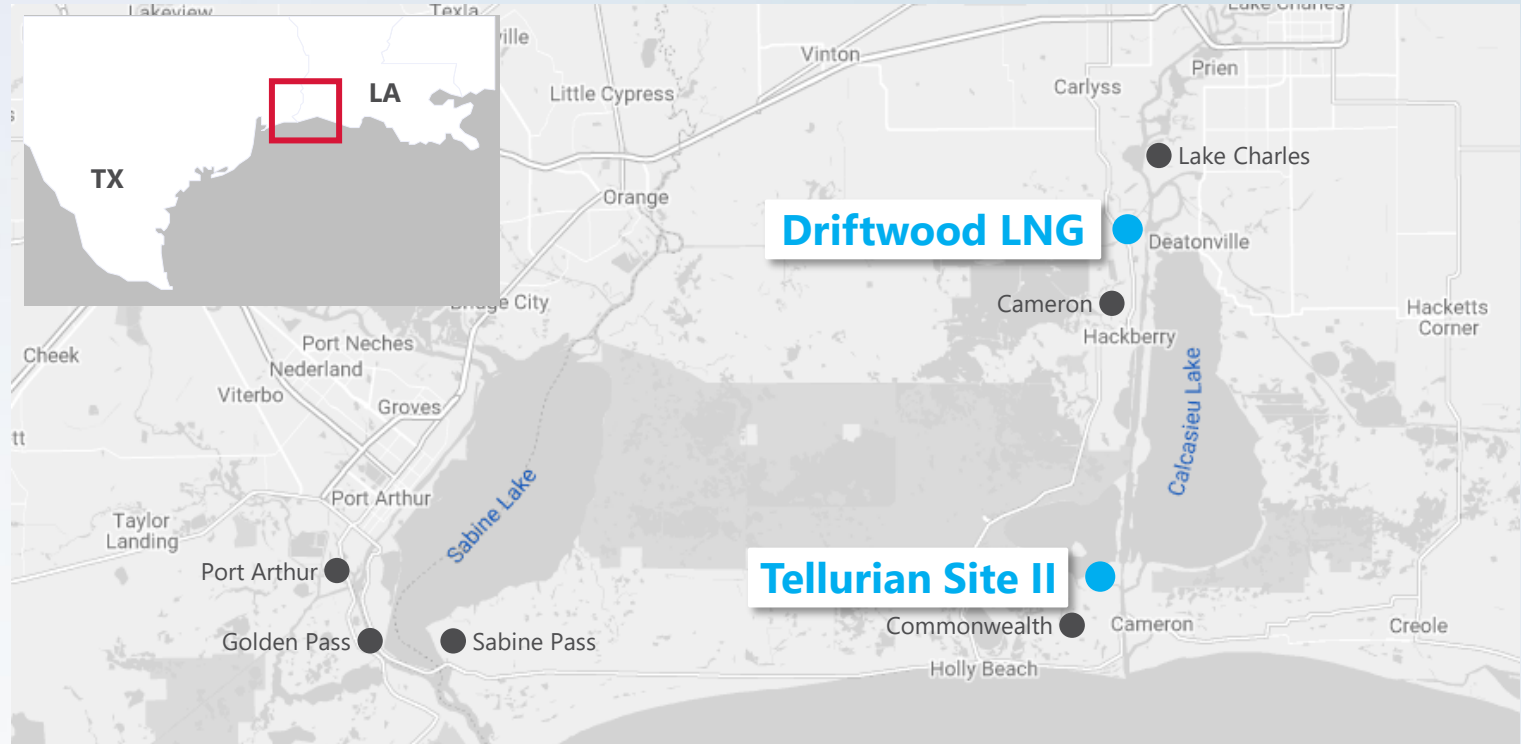 Lakeview
Texla
Lake Charles
ville
Vinton
Prien
LA
Little Cypress
Carlyss
Lake Charles
TX
Orange
Driftwood LNG
Deatonville
Bridge City
Cameron
Hacketts
Corner
Port Neches
Hackberry
Cheek
Nederland
Viterbo
Groves
Calcasieu Lake
tt
Port Arthur
Sabine Lake
Taylor
Landing
Port Arthur
Tellurian Site II
Commonwealth
Cameron
Creole
Golden Pass
Sabine Pass
Holly Beach